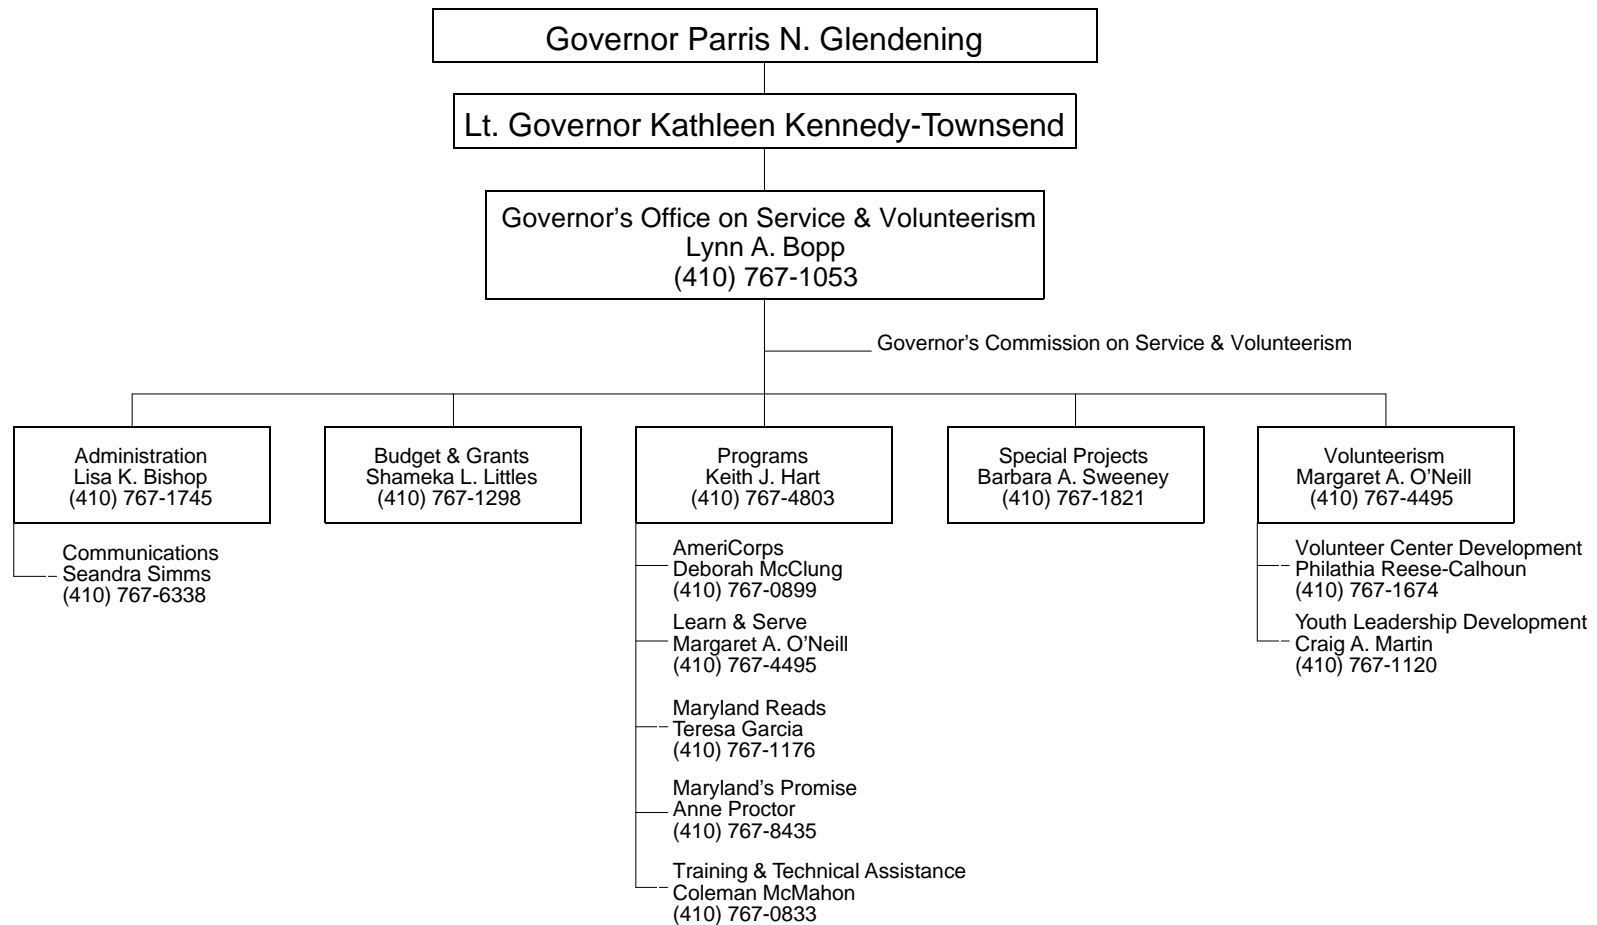 Governor Parris N. Glendening
Lt. Governor Kathleen Kennedy-Townsend
Governor’s Office on Service & Volunteerism
Lynn A. Bopp
(410) 767-1053
Governor’s Commission on Service & Volunteerism
Administration
Lisa K. Bishop
(410) 767-1745
Communications
Seandra Simms
(410) 767-6338
Budget & Grants
Shameka L. Littles
(410) 767-1298
Programs
Keith J. Hart
(410) 767-4803
AmeriCorps
Deborah McClung
(410) 767-0899
Learn & Serve
Margaret A. O’Neill
(410) 767-4495
Maryland Reads
Teresa Garcia
(410) 767-1176
Maryland’s Promise
Anne Proctor
(410) 767-8435
Training & Technical Assistance
Coleman McMahon
(410) 767-0833
Special Projects
Barbara A. Sweeney
(410) 767-1821
Volunteerism
Margaret A. O’Neill
(410) 767-4495
Volunteer Center Development
Philathia Reese-Calhoun
(410) 767-1674
Youth Leadership Development
Craig A. Martin
(410) 767-1120